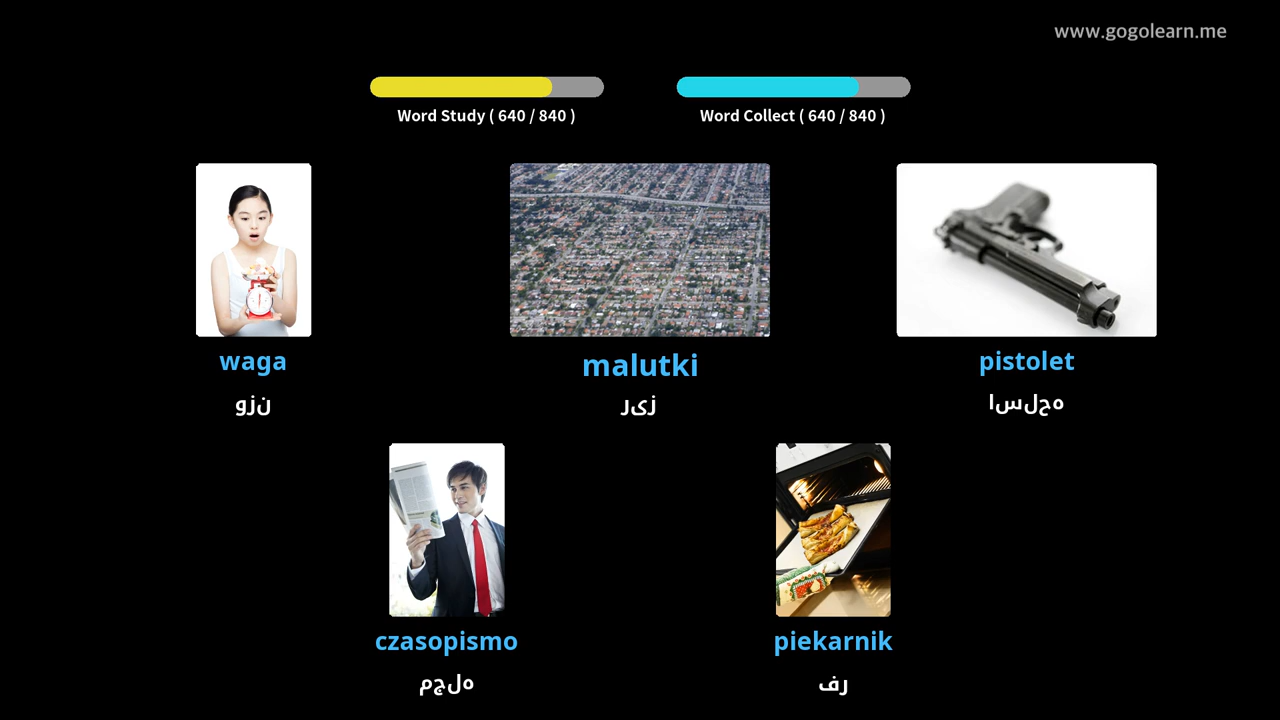 www.gogolearn.me
Word Study ( 640 / 840 )
Word Collect ( 640 / 840 )
waga
وزن
malutki
ریز
pistolet
اسلحه
czasopismo
مجله
piekarnik
فر